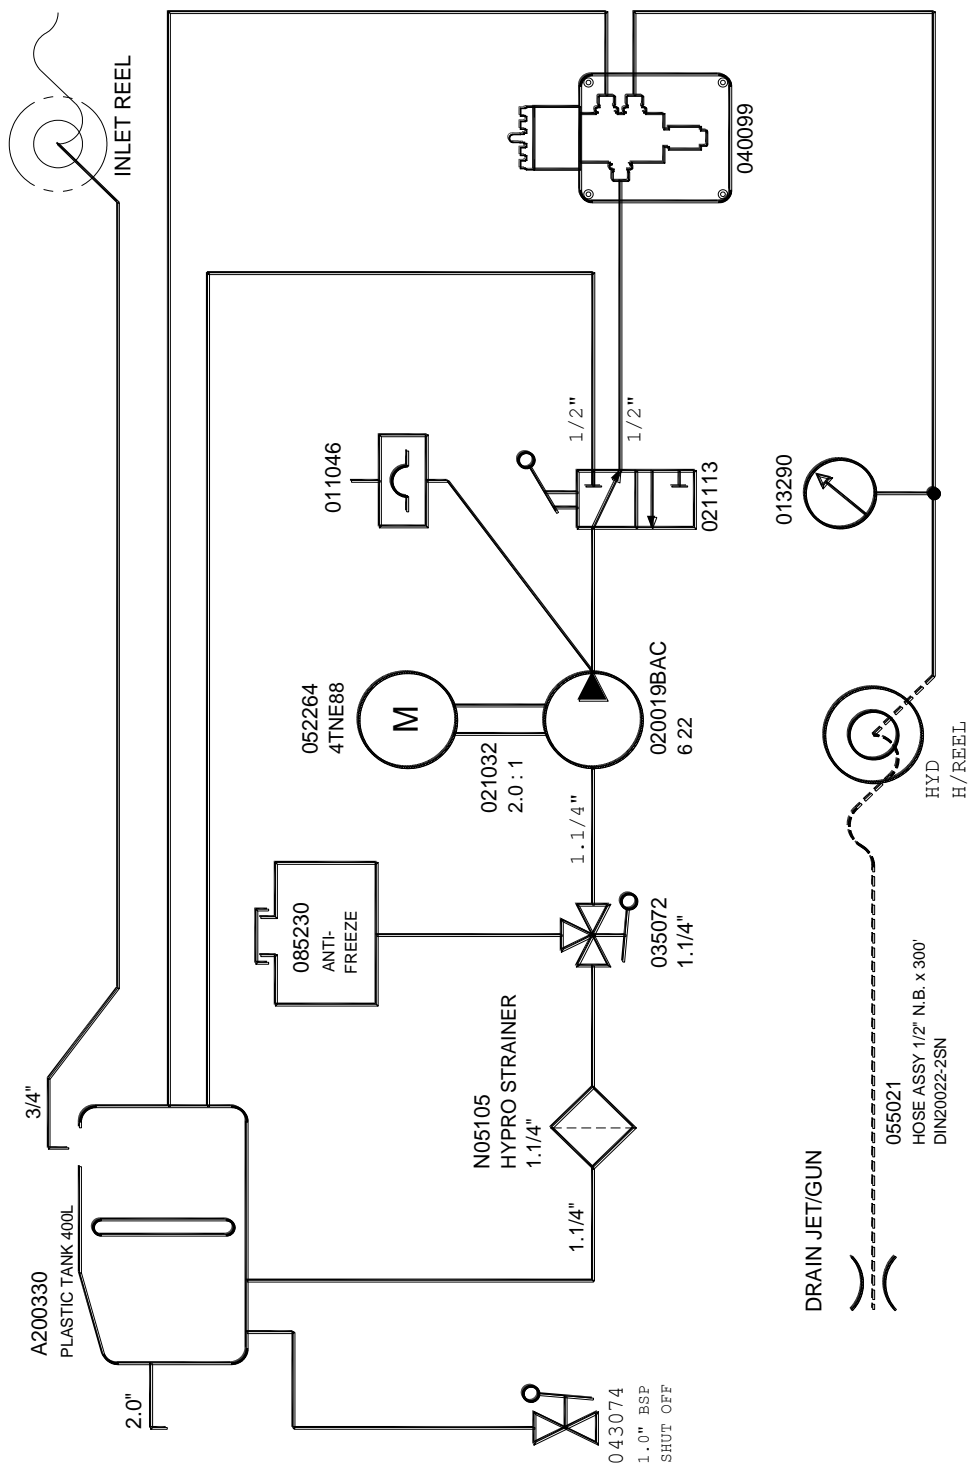 INLET REEL
3/4"
A200330
PLASTIC TANK 400L
2.0"
040099
1/2"
1/2"
011046
021113
013290
052264
4TNE88
M
021032
2.0 : 1
020019BAC
6 22
1.1/4"
085230
ANTI-
FREEZE
035072
1.1/4"
N05105
HYPRO STRAINER
1.1/4"
1.1/4"
043074
1.0" BSP
SHUT OFF
HYD
H/REEL
055021
HOSE ASSY 1/2" N.B. x 300'
DIN20022-2SN
DRAIN JET/GUN